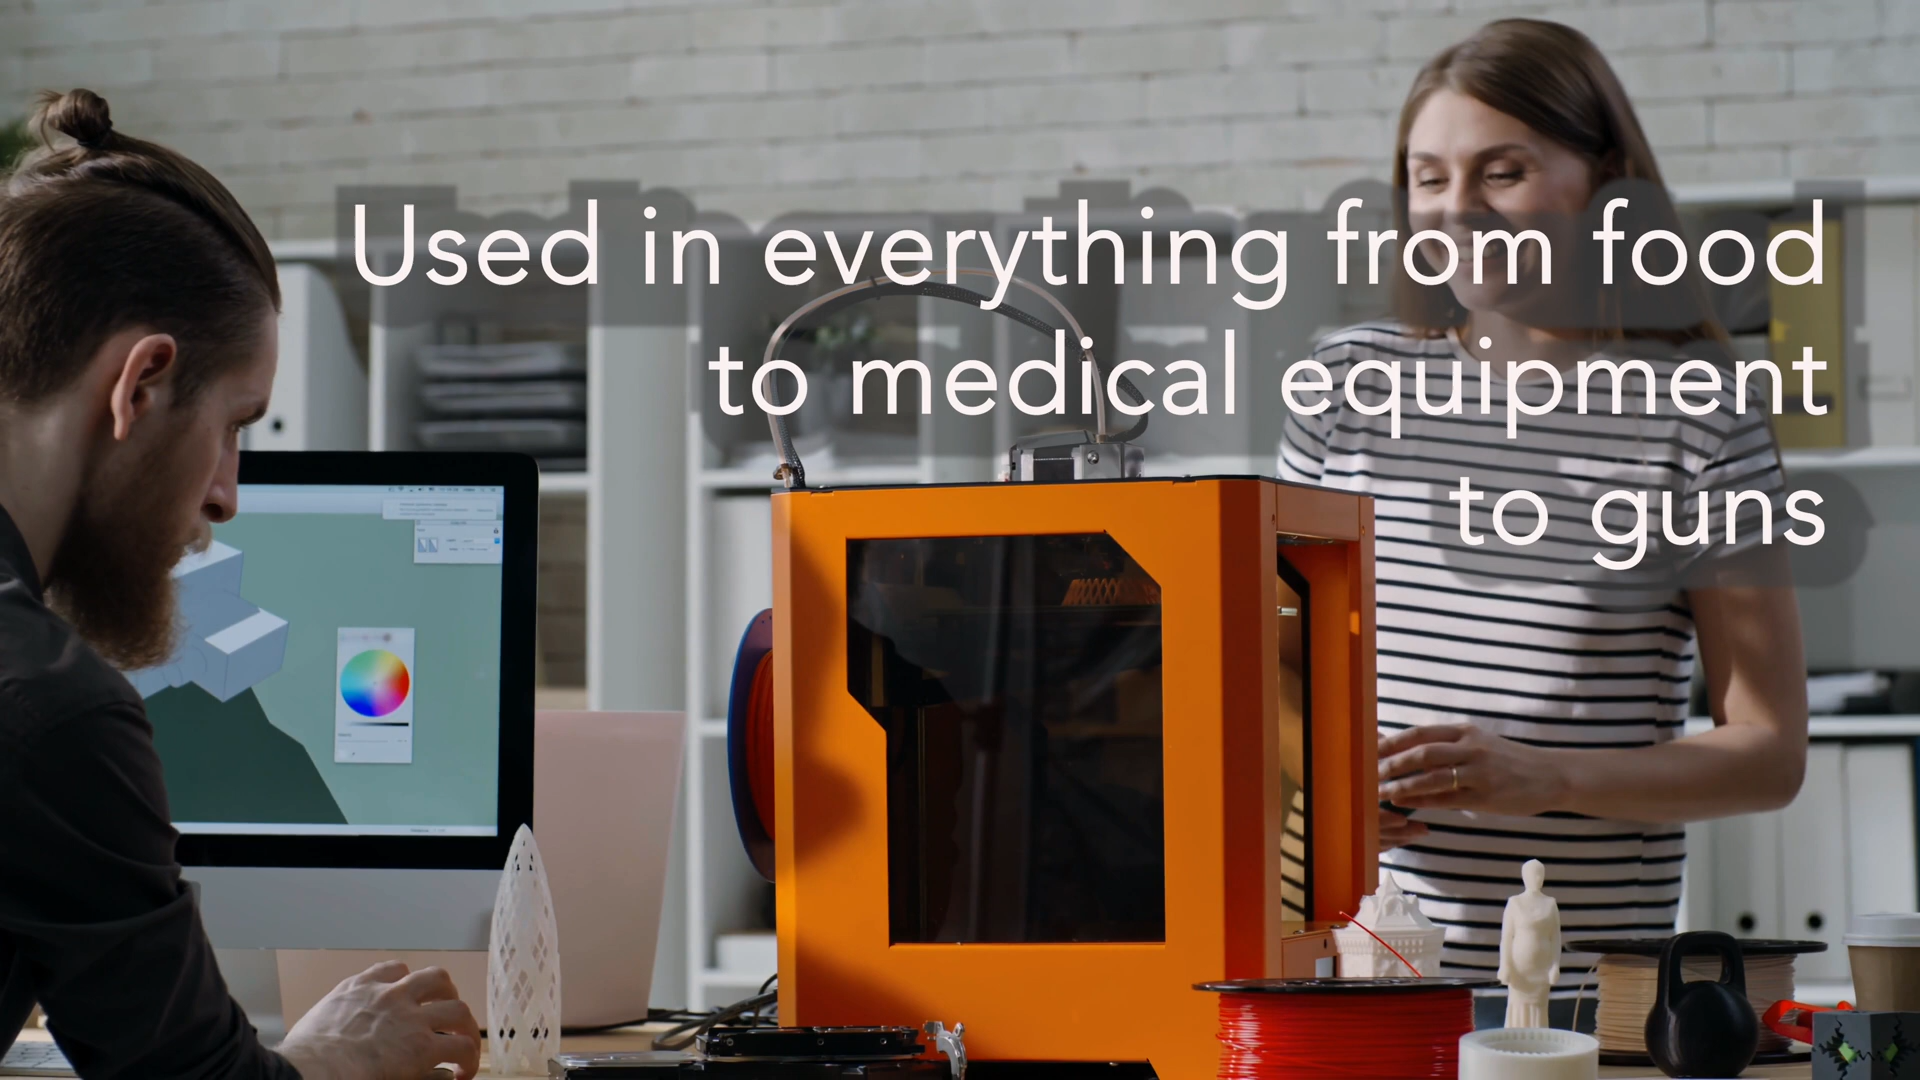 Used in everything from food
to medical equipment
to guns